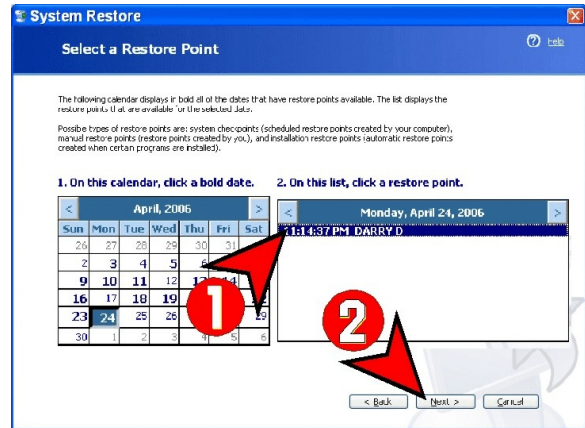 System Restore
Select a Restore Point
help
The following calendar displays in bold all of the dates that have restore points available. The list displays the
restore points that are available for the selected date.
Possible types of restore points are: system checkpoints (scheduled restore points created by your computer),
manual restore points (restore points created by you), and installation restore points (automatic restore points
created when certain programs are installed).
1. On this calendar, click a bold date.
2. On this list, click a restore point.
< April, 2006 >
< Monday, April 24, 2006 >
Sun Mon Tue Wed Thu Fri Sat
11:14:37 PM DARRY D
26 27 28 29 30 31
2 3 4 5 6
9 10 11 12 13 14
16 17 18 19
23 24 25 26 29
30 1 2 3 4 5 6
1
2
< Back
Next >
Cancel